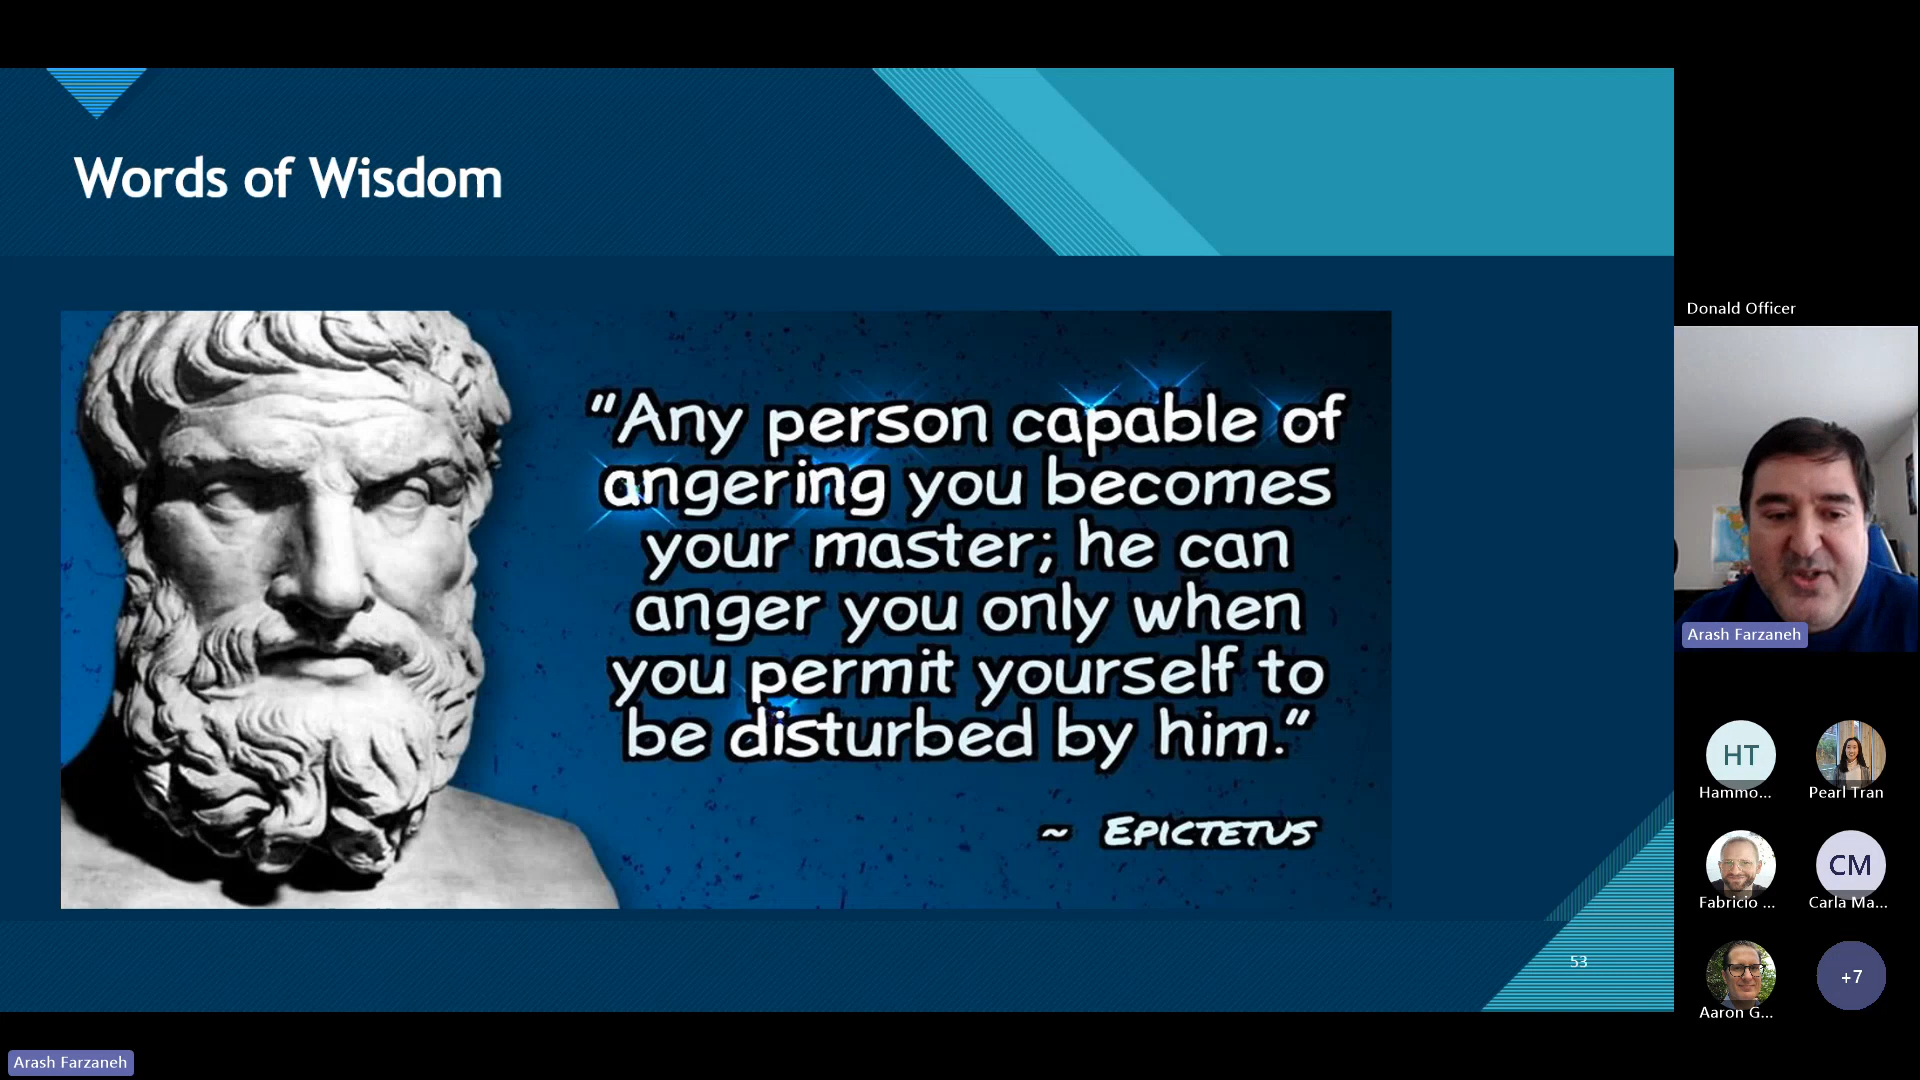 Words of Wisdom
“Any person capable of
angering you becomes
your master; he can
anger you only when
you permit yourself to
be disturbed by him.”
~ EPICTETUS
53
Donald Officer
Arash Farzaneh
HT
Hammo...
Pearl Tran
Fabricio ...
CM
Carla Ma...
Aaron G...
+7
Arash Farzaneh